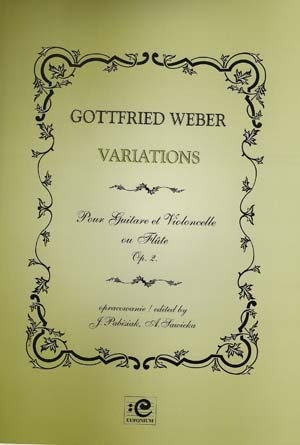 GOTTFRIED WEBER
VARIATIONS
Pour Guitare et Violoncelle
ou Flûte
Op. 2.
opracowanie / edited by
J. Pabisiak, A. Sawicka
EUFONIUM